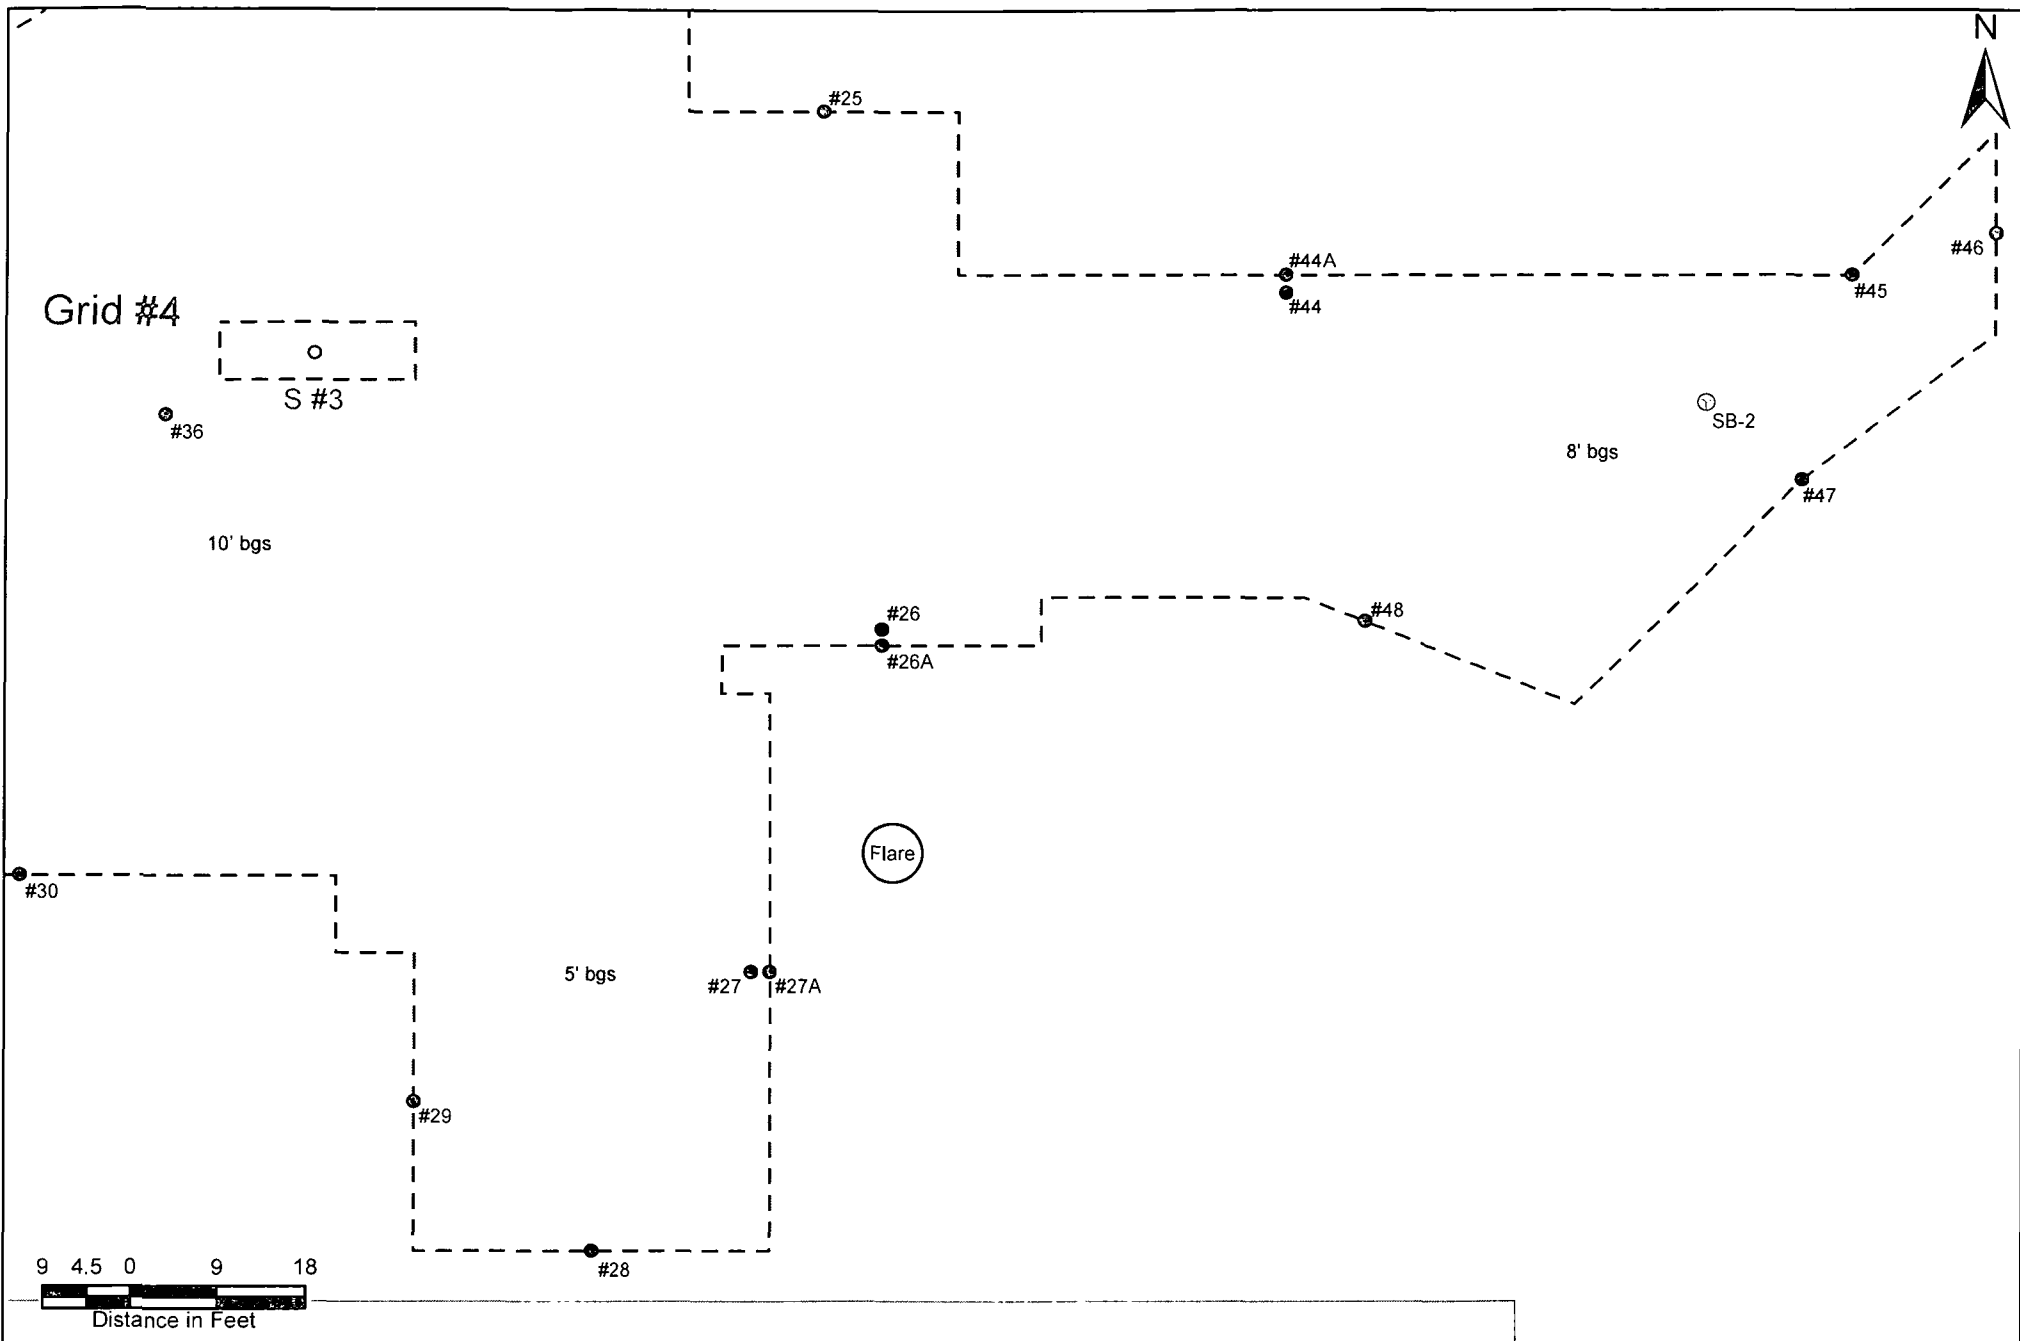 N
#25
#46
#44A
#45
#44
Grid #4
S #3
#36
SB-2
8' bgs
#47
10' bgs
#26
#48
#26A
Flare
#30
5' bgs
#27
#27A
#29
#28
9 4.5 0 9 18
Distance in Feet